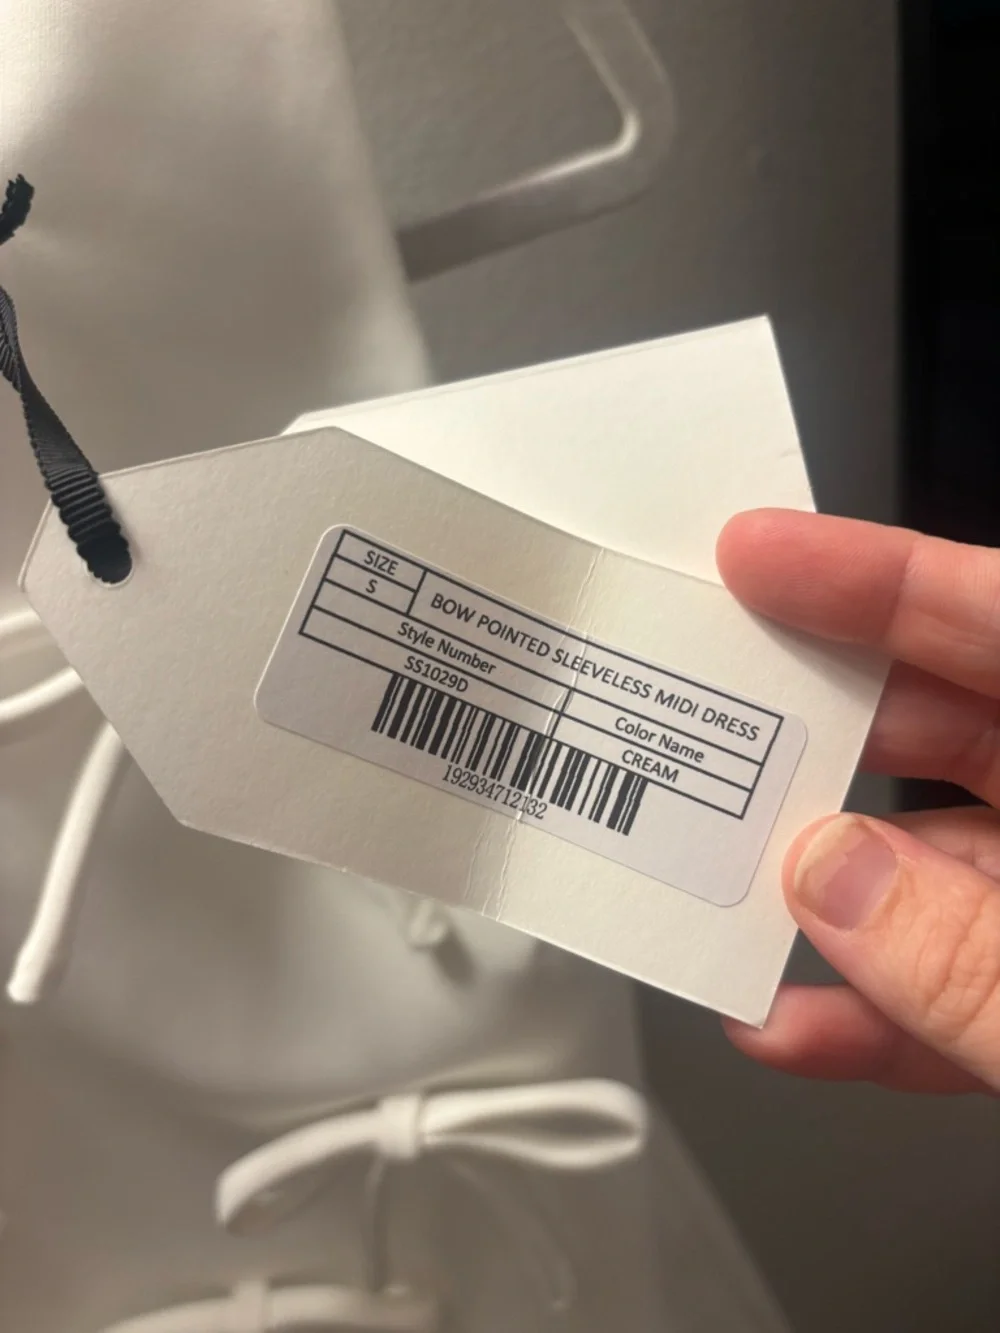 SIZE
S
BOW POINTED SLEEVELESS MIDI DRESS
Style Number
Color Name
SS1029D
CREAM
192934712132